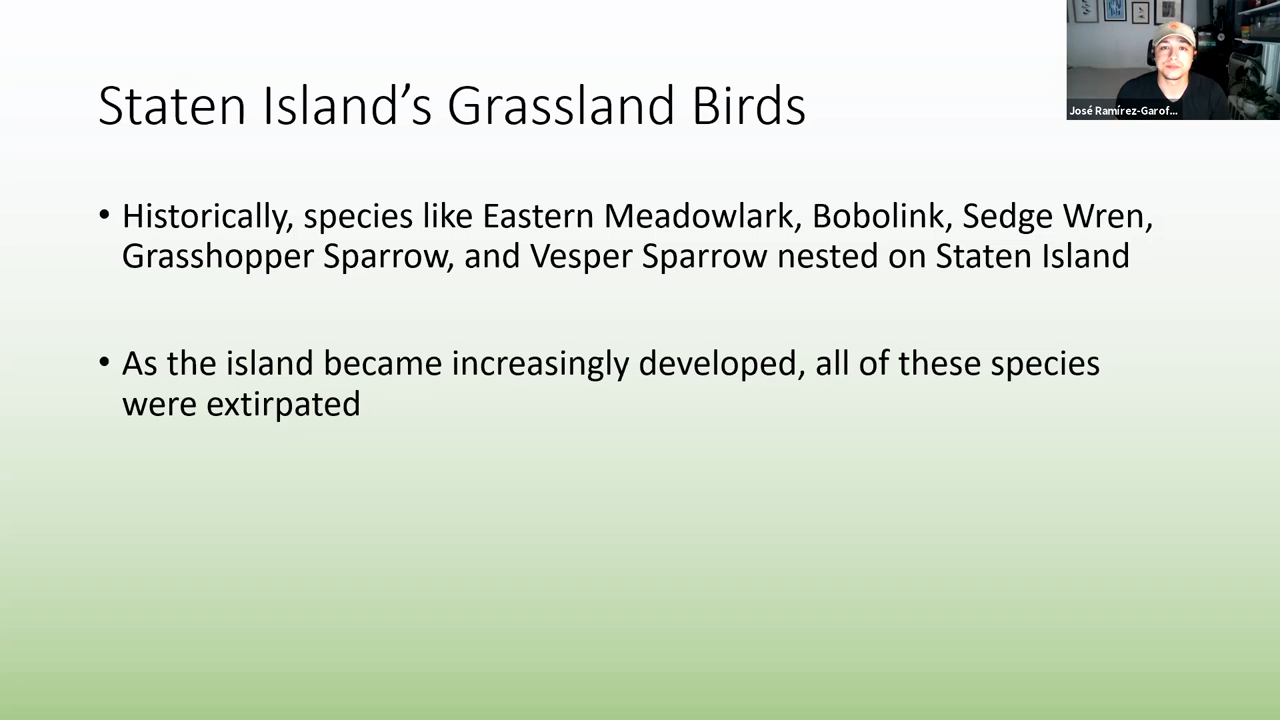 Staten Island’s Grassland Birds
José Ramírez-Garof...
• Historically, species like Eastern Meadowlark, Bobolink, Sedge Wren,
Grasshopper Sparrow, and Vesper Sparrow nested on Staten Island
• As the island became increasingly developed, all of these species
were extirpated